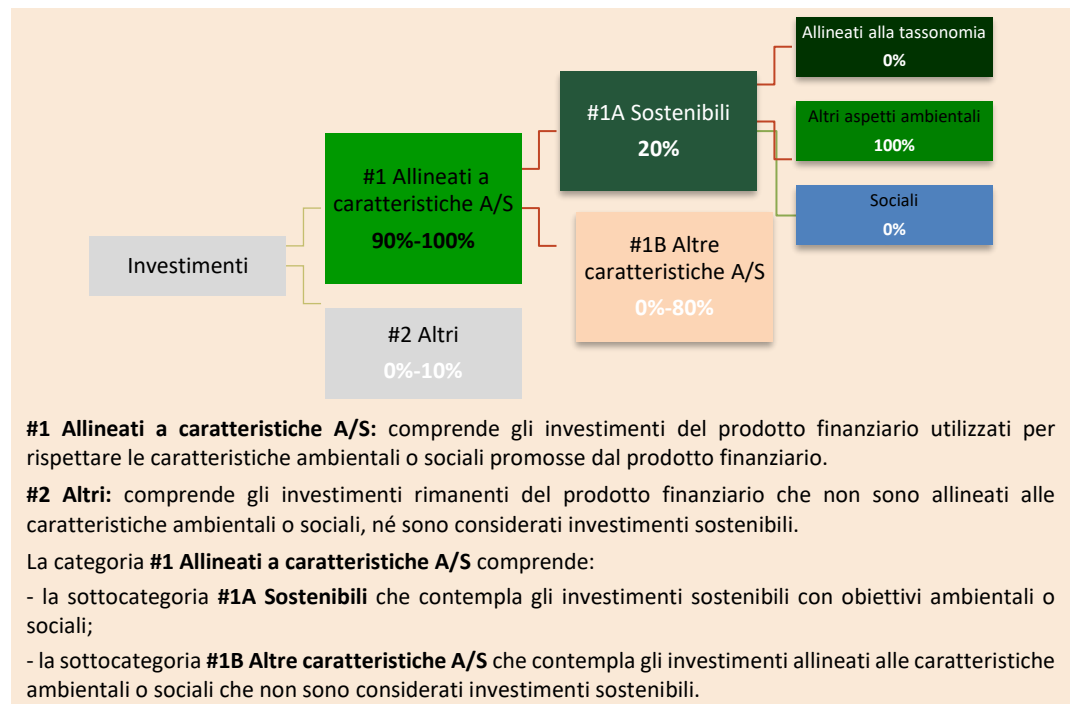 Investimenti
#1 Allineati a
caratteristiche A/S
90%-100%
#2 Altri
0%-10%
#1A Sostenibili
20%
#1B Altre
caratteristiche A/S
0%-80%
Allineati alla tassonomia
0%
Altri aspetti ambientali
100%
Sociali
0%
#1 Allineati a caratteristiche A/S: comprende gli investimenti del prodotto finanziario utilizzati per
rispettare le caratteristiche ambientali o sociali promosse dal prodotto finanziario.
#2 Altri: comprende gli investimenti rimanenti del prodotto finanziario che non sono allineati alle
caratteristiche ambientali o sociali, né sono considerati investimenti sostenibili.
La categoria #1 Allineati a caratteristiche A/S comprende:
- la sottocategoria #1A Sostenibili che contempla gli investimenti sostenibili con obiettivi ambientali o
sociali;
- la sottocategoria #1B Altre caratteristiche A/S che contempla gli investimenti allineati alle caratteristiche
ambientali o sociali che non sono considerati investimenti sostenibili.